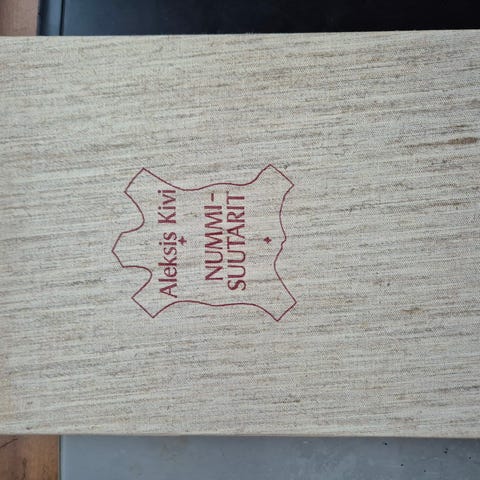 Aleksis Kivi
NUMMI-
SUUTARIT